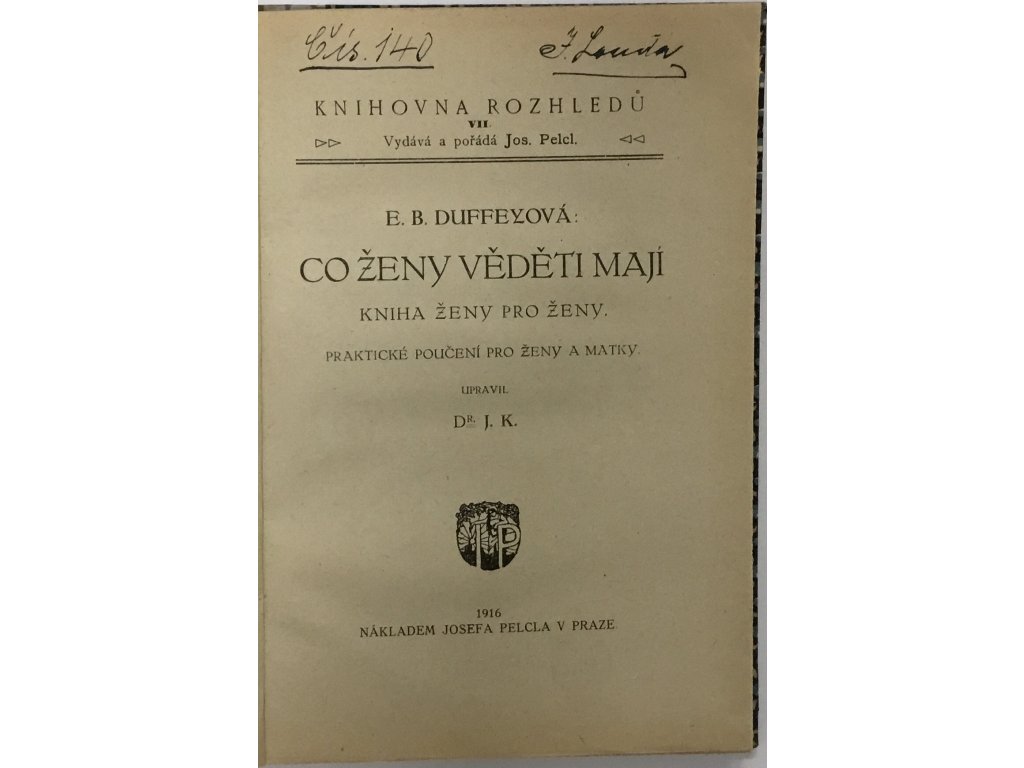 Čís. 140 J. Louda
KNIHOVNA ROZHLEDŮ
VII.
Vydává a pořádá Jos. Pelcl.
E. B. DUFFEYOVÁ:
CO ŽENY VĚDĚTI MAJÍ
KNIHA ŽENY PRO ŽENY.
PRAKTICKÉ POUČENÍ PRO ŽENY A MATKY.
UPRAVIL
DR. J. K.
1916
NÁKLADEM JOSEFA PELCLA V PRAZE.